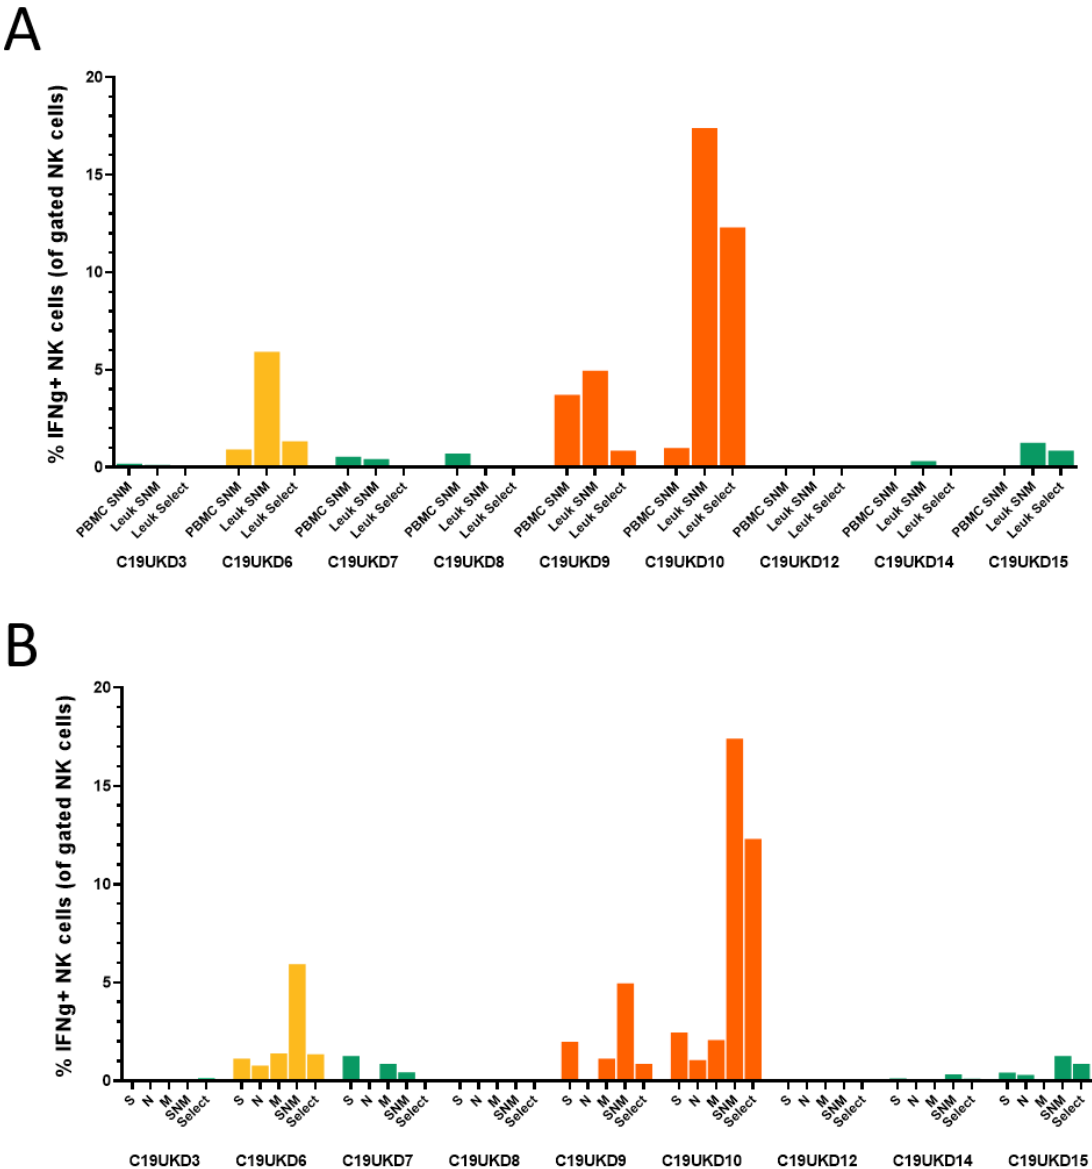 A
% IFNg+ NK cells (of gated NK cells)
20
15
10
5
0
PBMC SNM Leuk SNM Leuk Select PBMC SNM Leuk SNM Leuk Select PBMC SNM Leuk SNM Leuk Select PBMC SNM Leuk SNM Leuk Select PBMC SNM Leuk SNM Leuk Select PBMC SNM Leuk SNM Leuk Select PBMC SNM Leuk SNM Leuk Select PBMC SNM Leuk SNM Leuk Select PBMC SNM Leuk SNM Leuk Select
C19UKD3 C19UKD6 C19UKD7 C19UKD8 C19UKD9 C19UKD10 C19UKD12 C19UKD14 C19UKD15
B
% IFNg+ NK cells (of gated NK cells)
20
15
10
5
0
S N M SNM Select S N M SNM Select S N M SNM Select S N M SNM Select S N M SNM Select S N M SNM Select S N M SNM Select S N M SNM Select S N M SNM Select
C19UKD3 C19UKD6 C19UKD7 C19UKD8 C19UKD9 C19UKD10 C19UKD12 C19UKD14 C19UKD15